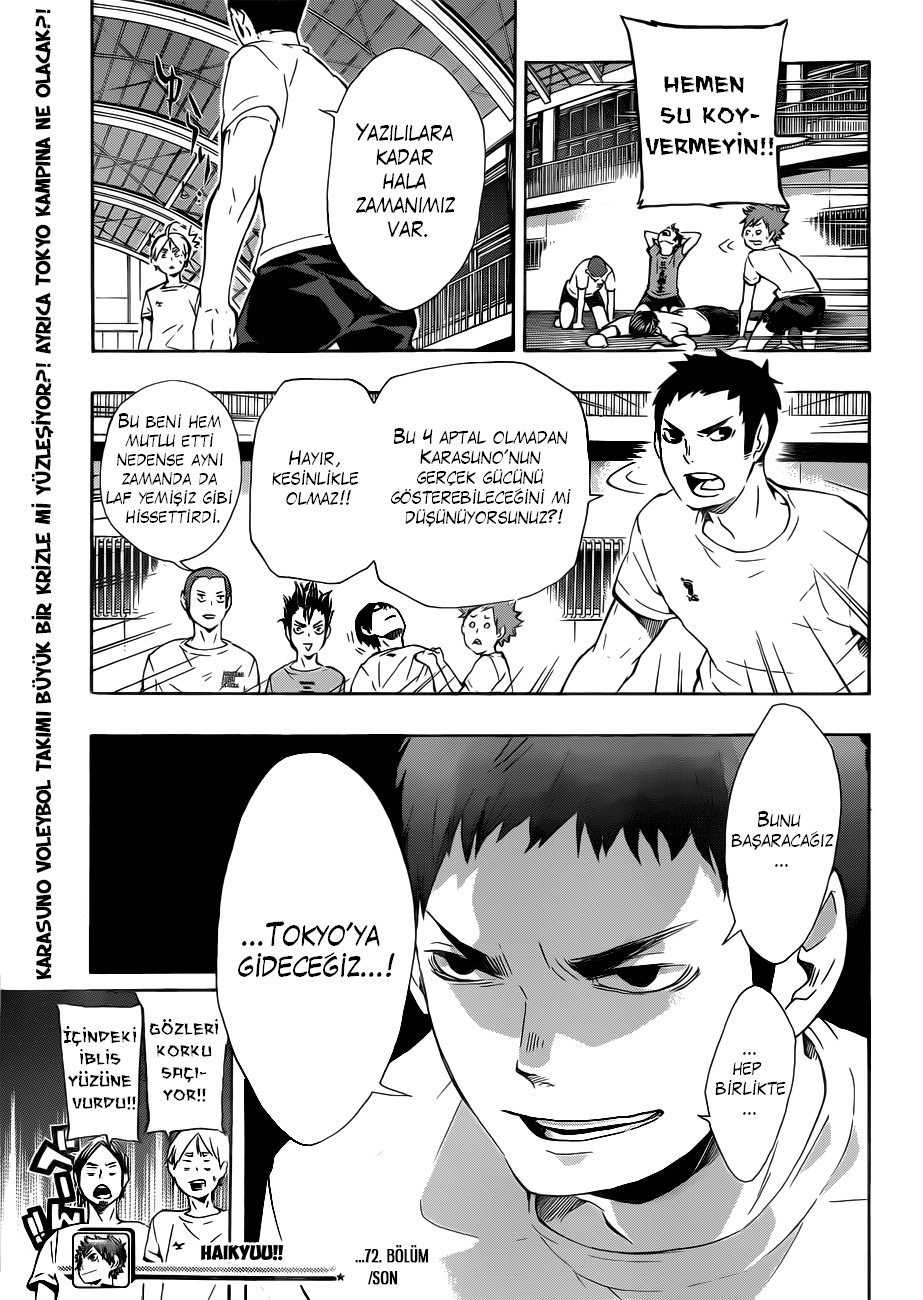 HEMEN
SU KOY-
VERMEYİN!!
YAZILILARA
KADAR
HALA
ZAMANIMIZ
VAR.
BU 4 APTAL OLMADAN
KARASUNO'NUN
GERÇEK GÜCÜNÜ
GÖSTEREBİLECEĞİNİ Mİ
DÜŞÜNÜYORSUNUZ?!
HAYIR,
KESİNLİKLE
OLMAZ!!
BU BENİ HEM
MUTLU ETTİ
NEDENSE AYNI
ZAMANDA DA
LAF YEMİŞİZ GİBİ
HİSSETTİRDİ.
BUNU
BAŞARACAĞIZ
...
...
HEP
BİRLİKTE
...
...TOKYO'YA
GİDECEĞİZ...!
GÖZLERİ
KORKU
SAÇI-
YOR!!
İÇİNDEKİ
İBLİS
YÜZÜNE
VURDU!!
KARASUNO VOLEYBOL TAKIMI BÜYÜK BİR KRİZLE Mİ YÜZLEŞİYOR?! AYRICA TOKYO KAMPINA NE OLACAK?!
HAIKYUU!!
...72. BÖLÜM
/SON